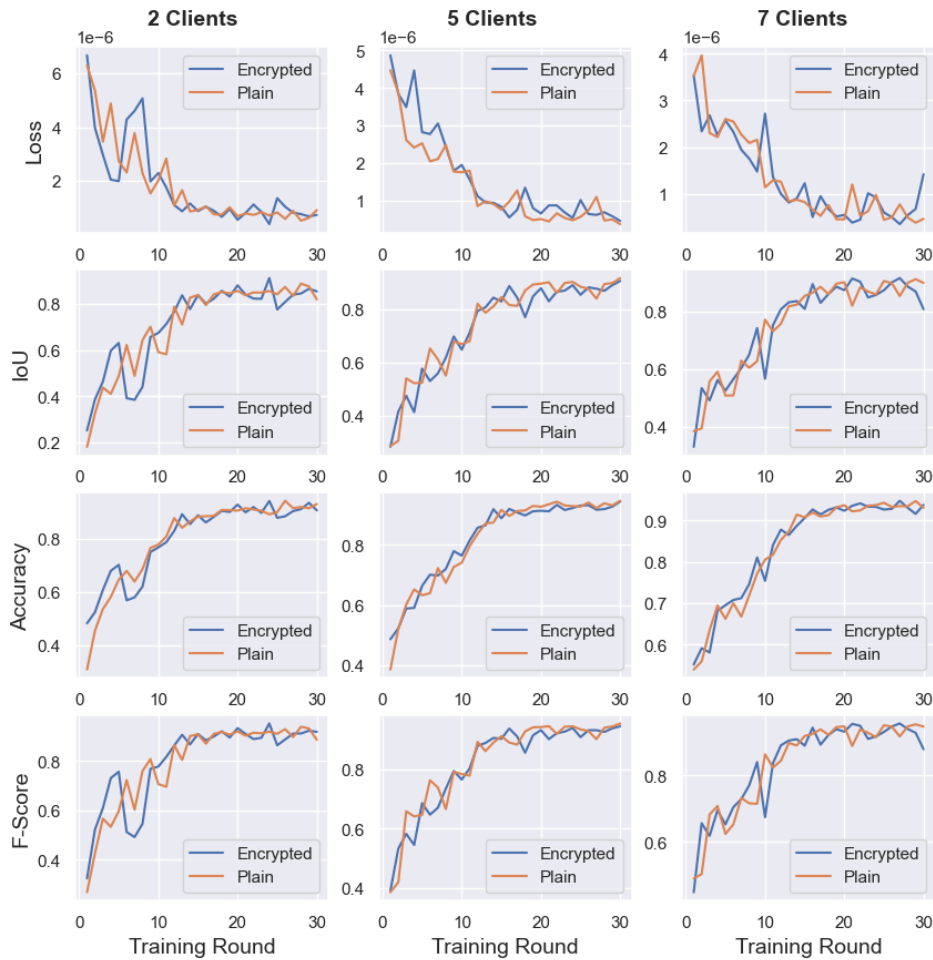 2 Clients 5 Clients 7 Clients
1e−6 1e−6 1e−6
Loss
6
4
2
0 10 20 30
Encrypted
Plain
5
4
3
2
1
0 10 20 30
Encrypted
Plain
4
3
2
1
0 10 20 30
Encrypted
Plain
IoU
0.8
0.6
0.4
0.2
0 10 20 30
Encrypted
Plain
0.8
0.6
0.4
0 10 20 30
Encrypted
Plain
0.8
0.6
0.4
0 10 20 30
Encrypted
Plain
Accuracy
0.8
0.6
0.4
0 10 20 30
Encrypted
Plain
0.8
0.6
0.4
0 10 20 30
Encrypted
Plain
0.9
0.8
0.7
0.6
0 10 20 30
Encrypted
Plain
F-Score
0.8
0.6
0.4
0 10 20 30
Encrypted
Plain
Training Round
0.8
0.6
0.4
0 10 20 30
Encrypted
Plain
Training Round
0.8
0.6
0 10 20 30
Encrypted
Plain
Training Round